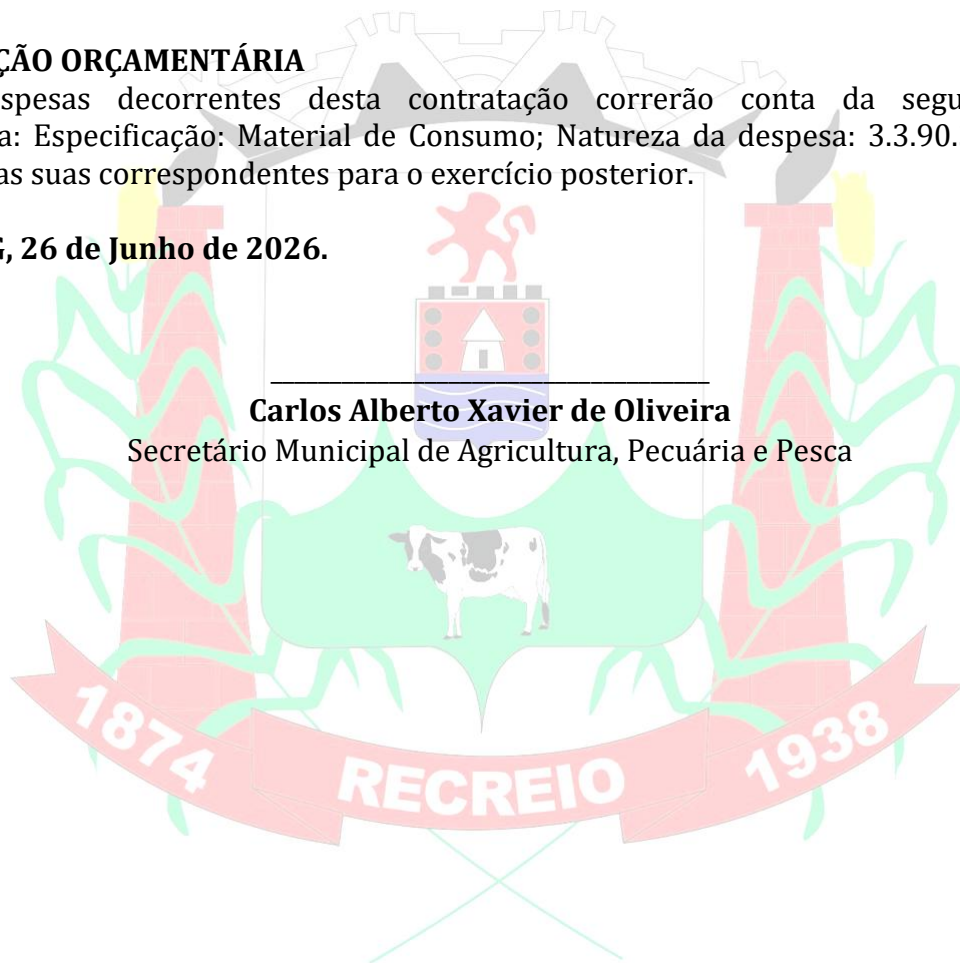 ÇÃO ORÇAMENTÁRIA
spesas decorrentes desta contratação correrão conta da segu
a: Especificação: Material de Consumo; Natureza da despesa: 3.3.90.
as suas correspondentes para o exercício posterior.
G, 26 de Junho de 2026.
Carlos Alberto Xavier de Oliveira
Secretário Municipal de Agricultura, Pecuária e Pesca
1874
RECREIO
1938